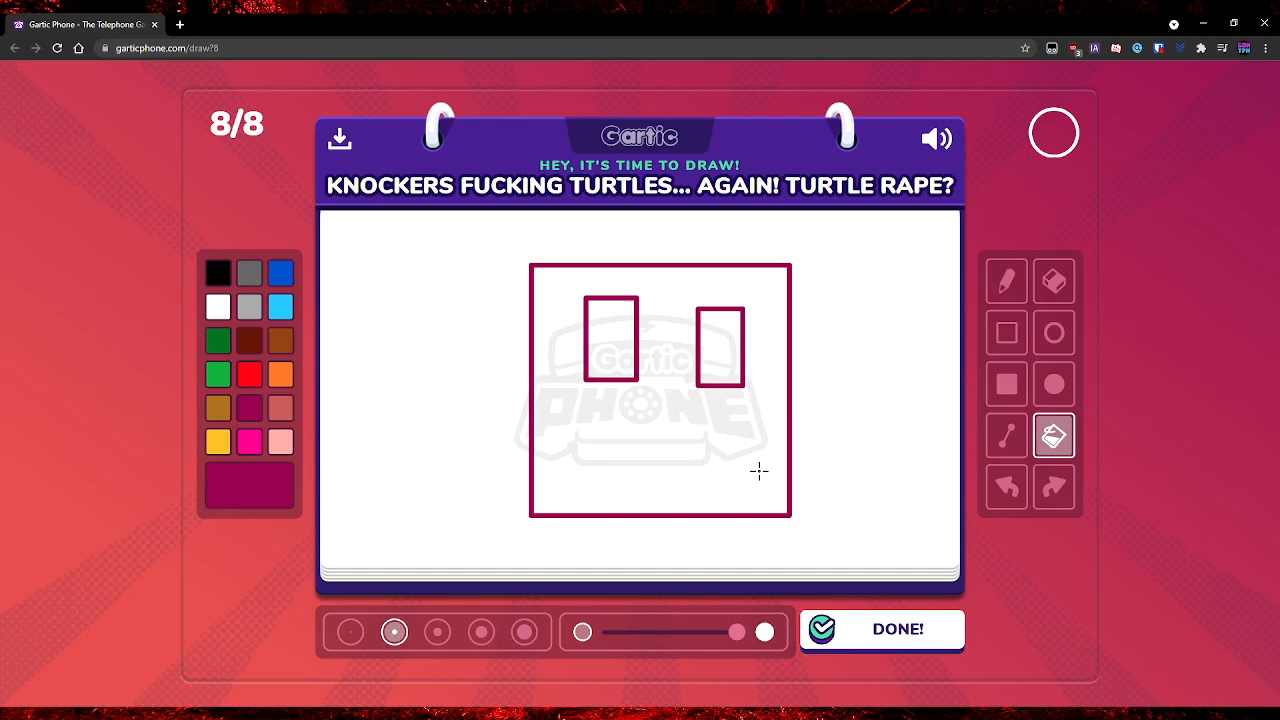 Gartic Phone - The Telephone Ga
garticphone.com/draw?8
8/8
Gartic
HEY, IT'S TIME TO DRAW!
KNOCKERS FUCKING TURTLES... AGAIN! TURTLE RAPE?
Gartic
PHONE
DONE!